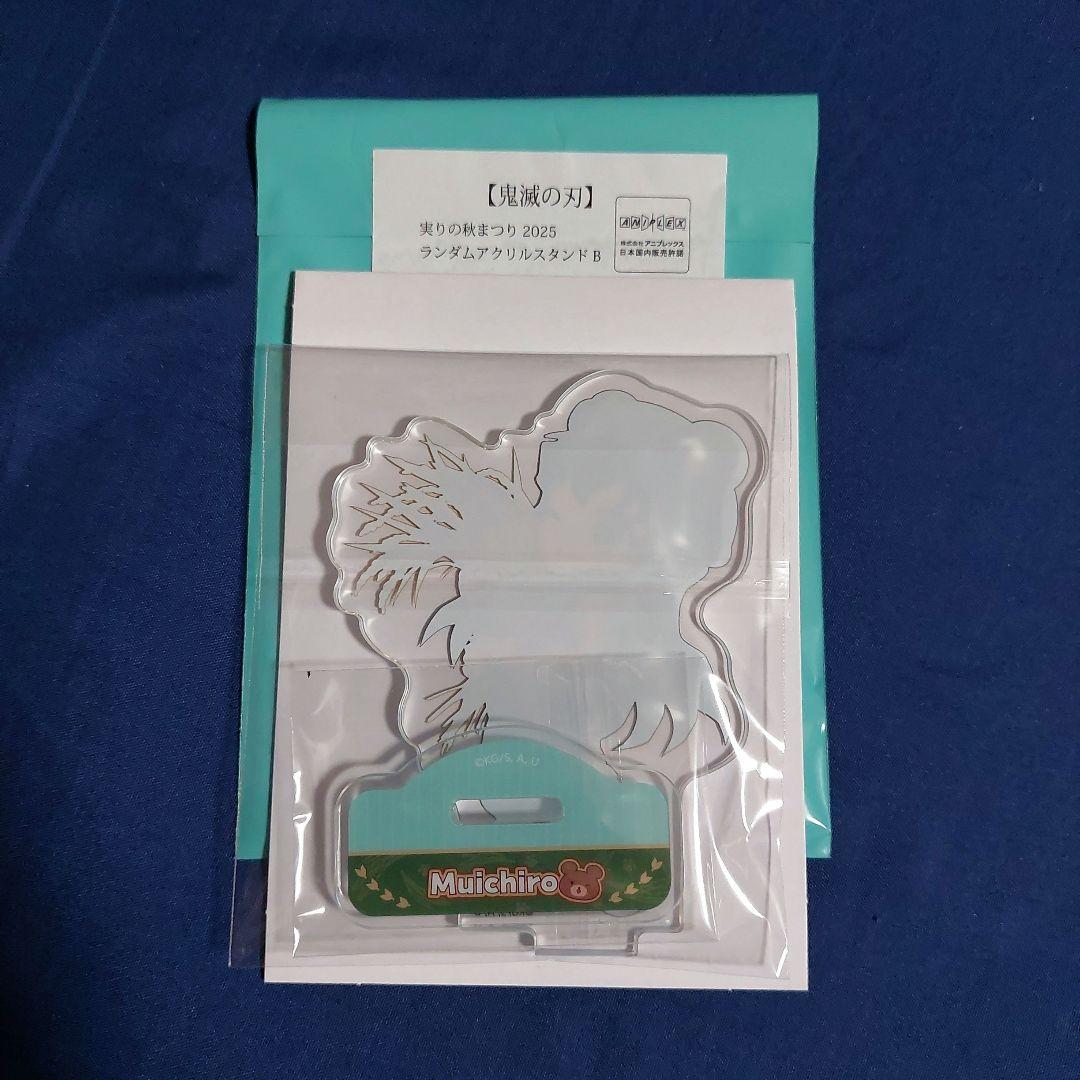 【鬼滅の刃】
実りの秋まつり 2025
ランダムアクリルスタンド B
ANIPLEX
株式会社 アニプレックス
日本国内販売許諾
©KG/S, A, U
Muichiro